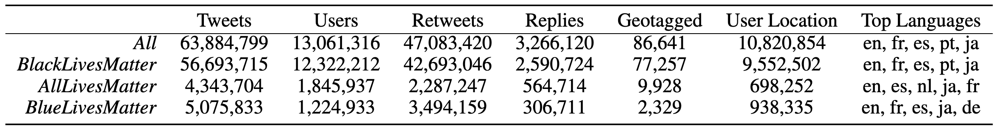 Tweets Users Retweets Replies Geotagged User Location Top Languages
All 63,884,799 13,061,316 47,083,420 3,266,120 86,641 10,820,854 en, fr, es, pt, ja
BlackLivesMatter 56,693,715 12,322,212 42,693,046 2,590,724 77,257 9,552,502 en, fr, es, pt, ja
AllLivesMatter 4,343,704 1,845,937 2,287,247 564,714 9,928 698,252 en, es, nl, ja, fr
BlueLivesMatter 5,075,833 1,224,933 3,494,159 306,711 2,329 938,335 en, fr, es, ja, de